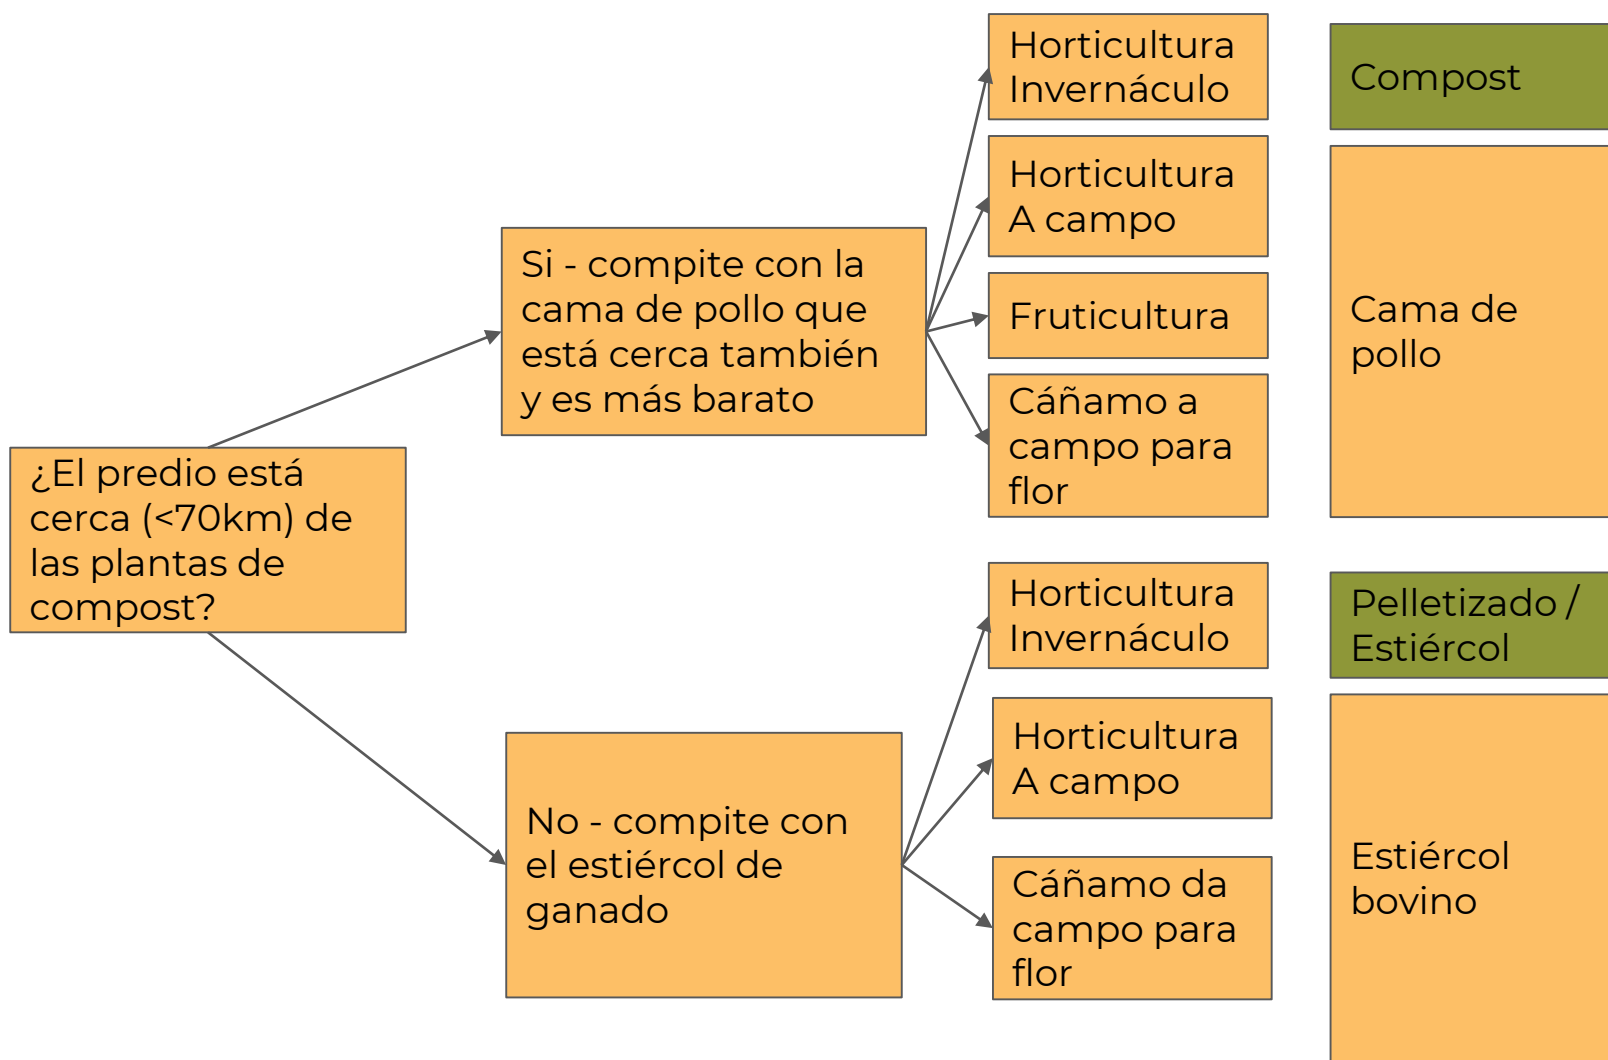 ¿El predio está
cerca (<70km) de
las plantas de
compost?
Si - compite con la
cama de pollo que
está cerca también
y es más barato
No - compite con
el estiércol de
ganado
Horticultura
Invernáculo
Horticultura
A campo
Fruticultura
Cáñamo a
campo para
flor
Horticultura
Invernáculo
Horticultura
A campo
Cáñamo da
campo para
flor
Compost
Cama de
pollo
Pelletizado /
Estiércol
Estiércol
bovino